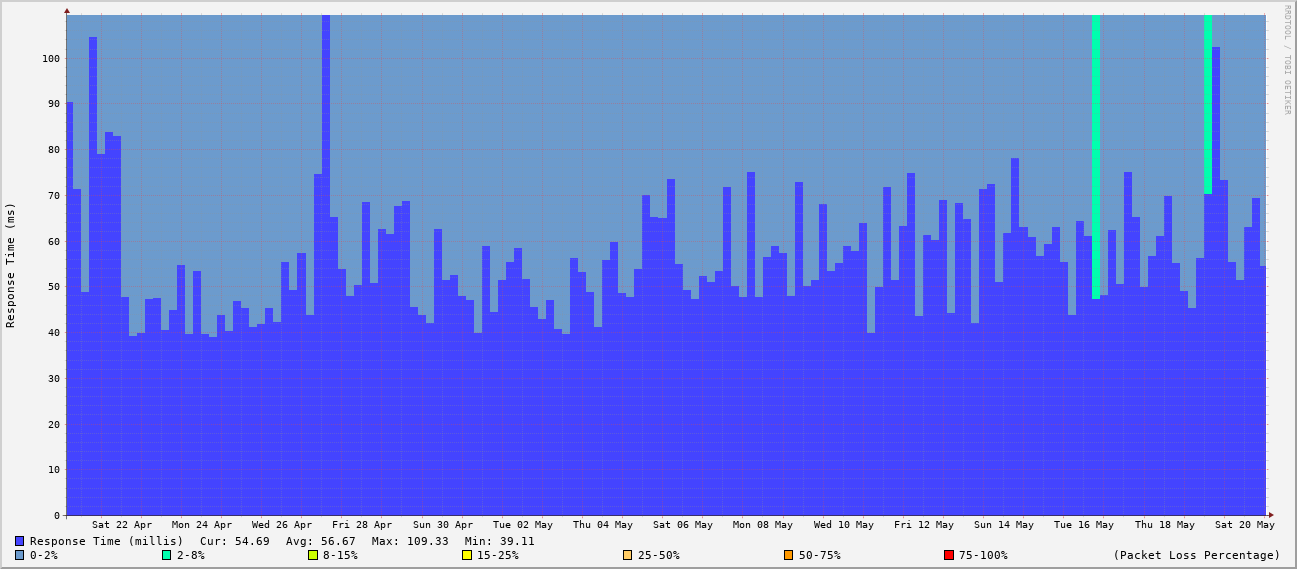 RRDTOOL / TOBI OETIKER
Response Time (ms)
100
90
80
70
60
50
40
30
20
10
0
Sat 22 Apr Mon 24 Apr Wed 26 Apr Fri 28 Apr Sun 30 Apr Tue 02 May Thu 04 May Sat 06 May Mon 08 May Wed 10 May Fri 12 May Sun 14 May Tue 16 May Thu 18 May Sat 20 May
Response Time (millis) Cur: 54.69 Avg: 56.67 Max: 109.33 Min: 39.11
0-2% 2-8% 8-15% 15-25% 25-50% 50-75% 75-100% (Packet Loss Percentage)